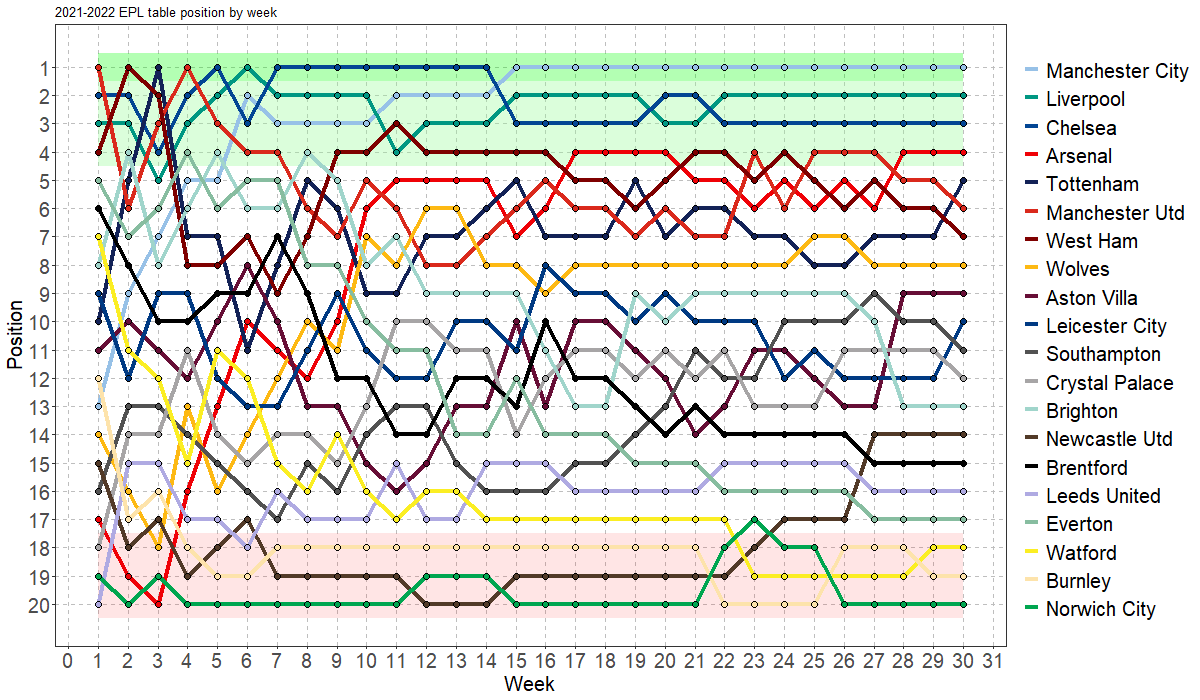 2021-2022 EPL table position by week
Position
1
2
3
4
5
6
7
8
9
10
11
12
13
14
15
16
17
18
19
20
0 1 2 3 4 5 6 7 8 9 10 11 12 13 14 15 16 17 18 19 20 21 22 23 24 25 26 27 28 29 30 31
Week
Manchester City
Liverpool
Chelsea
Arsenal
Tottenham
Manchester Utd
West Ham
Wolves
Aston Villa
Leicester City
Southampton
Crystal Palace
Brighton
Newcastle Utd
Brentford
Leeds United
Everton
Watford
Burnley
Norwich City